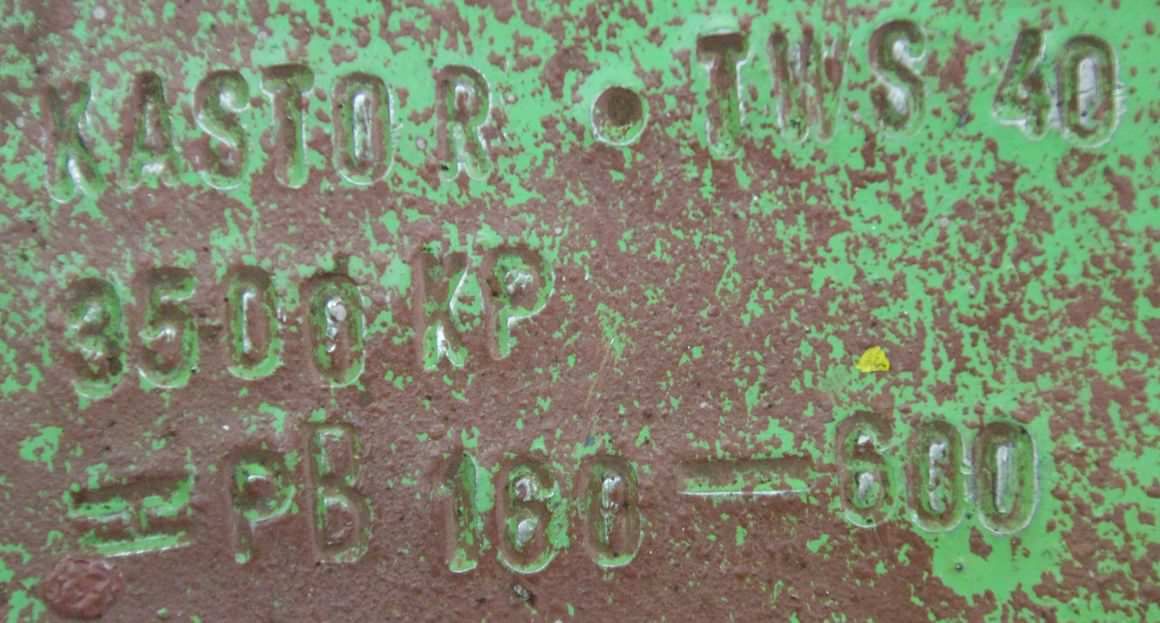 KASTOR • TWS 40
3500 KP
PB 160 — 600